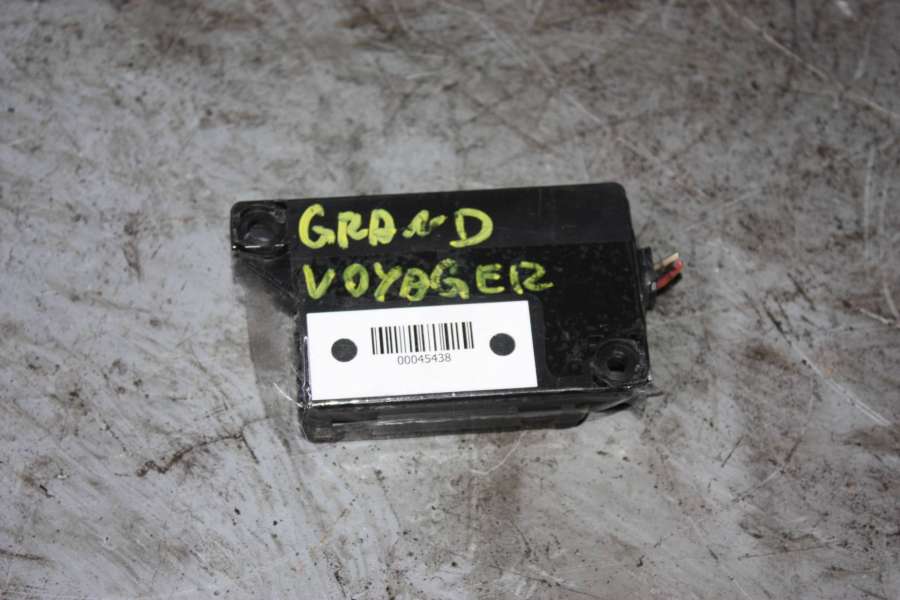 GRAND
VOYAGER
00045438